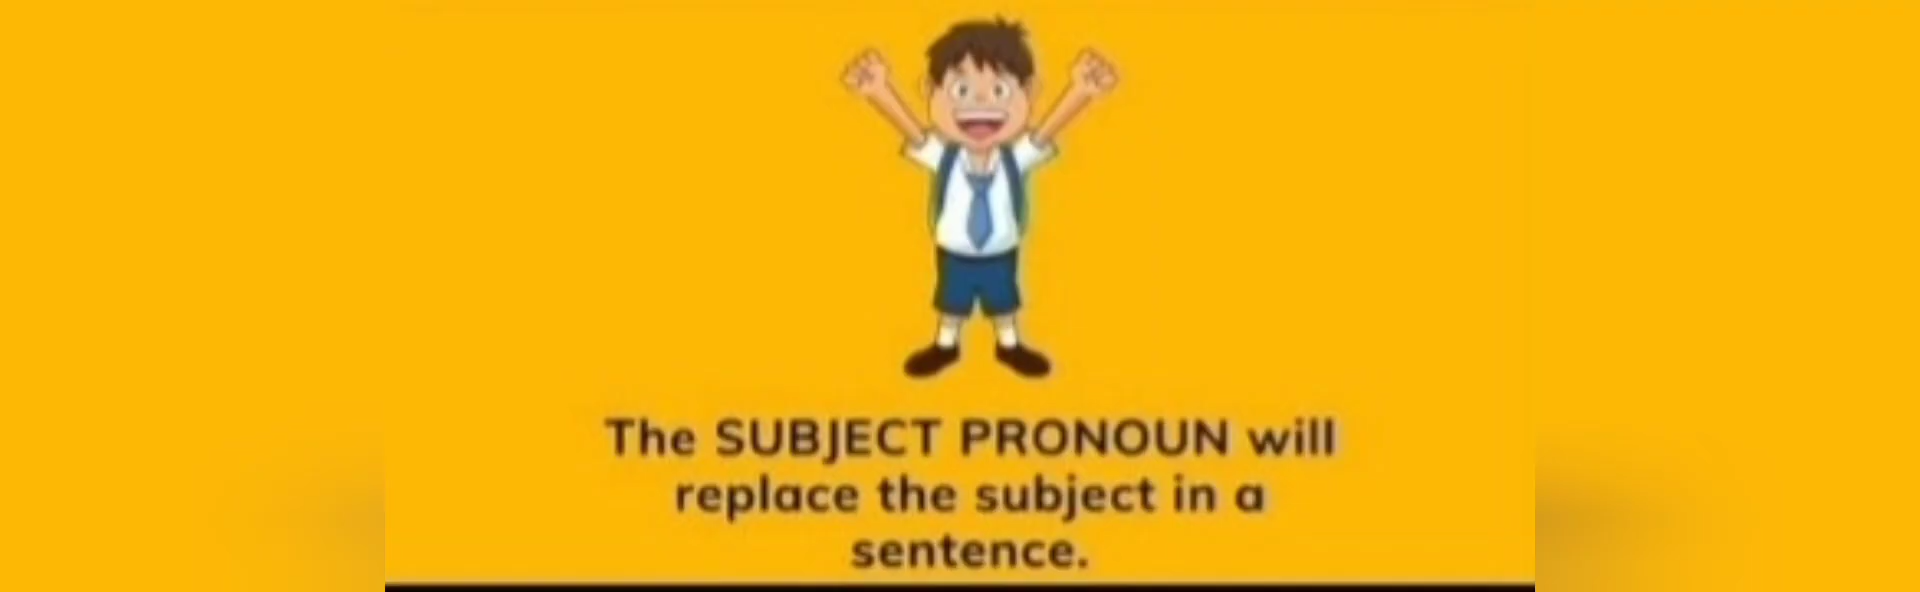 The SUBJECT PRONOUN will
replace the subject in a
sentence.